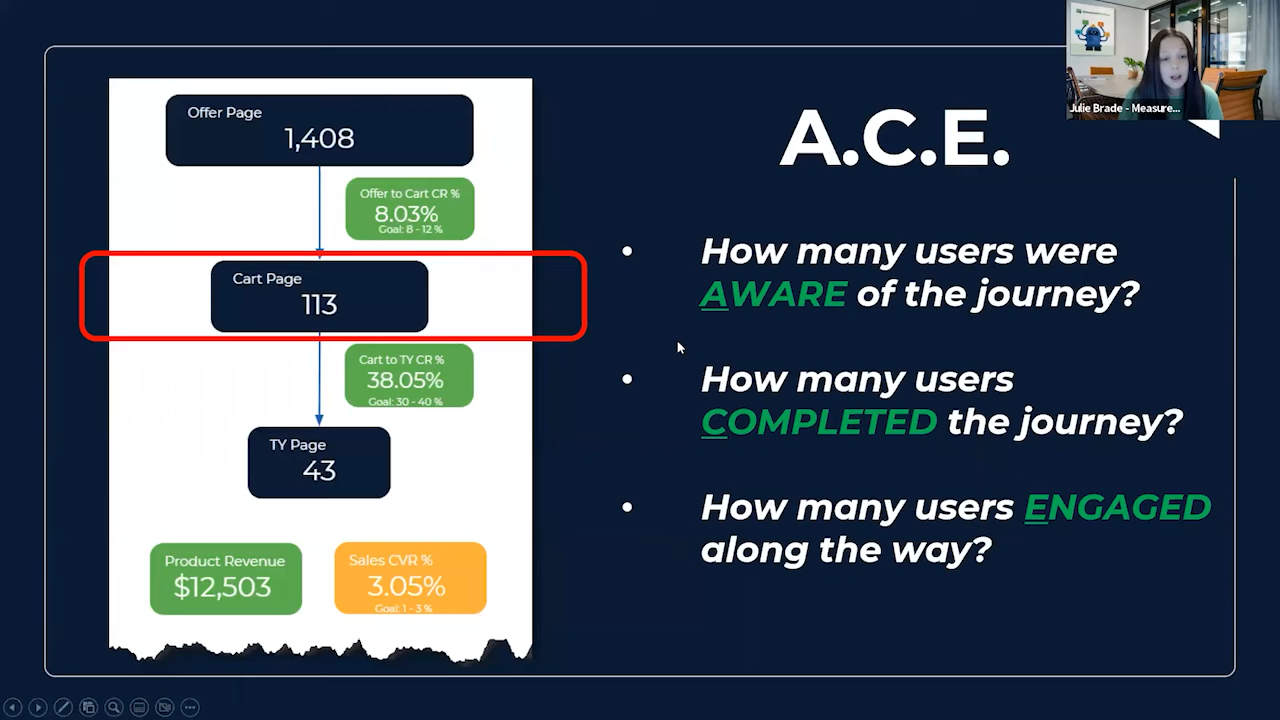 Offer Page
1,408
Offer to Cart CR %
8.03%
Goal: 8 - 12 %
Cart Page
113
Cart to TY CR %
38.05%
Goal: 30 - 40 %
TY Page
43
Product Revenue
$12,503
Sales CVR %
3.05%
Goal: 1 - 3 %
A.C.E.
• How many users were
AWARE of the journey?
• How many users
COMPLETED the journey?
• How many users ENGAGED
along the way?
Julie Brade - Measure...